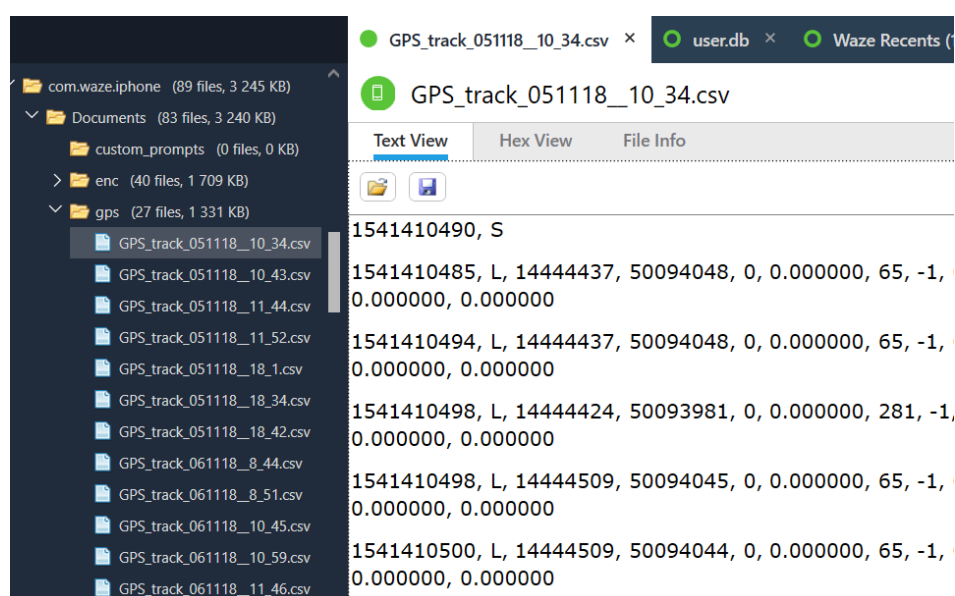 GPS_track_051118__10_34.csv × user.db × Waze Recents (1
com.waze.iphone (89 files, 3 245 KB)
Documents (83 files, 3 240 KB)
custom_prompts (0 files, 0 KB)
enc (40 files, 1 709 KB)
gps (27 files, 1 331 KB)
GPS_track_051118__10_34.csv
GPS_track_051118__10_43.csv
GPS_track_051118__11_44.csv
GPS_track_051118__11_52.csv
GPS_track_051118__18_1.csv
GPS_track_051118__18_34.csv
GPS_track_051118__18_42.csv
GPS_track_061118__8_44.csv
GPS_track_061118__8_51.csv
GPS_track_061118__10_45.csv
GPS_track_061118__10_59.csv
GPS_track_061118__11_46.csv
GPS_track_051118__10_34.csv
Text View Hex View File Info
1541410490, S
1541410485, L, 14444437, 50094048, 0, 0.000000, 65, -1,
0.000000, 0.000000
1541410494, L, 14444437, 50094048, 0, 0.000000, 65, -1,
0.000000, 0.000000
1541410498, L, 14444424, 50093981, 0, 0.000000, 281, -1,
0.000000, 0.000000
1541410498, L, 14444509, 50094045, 0, 0.000000, 65, -1,
0.000000, 0.000000
1541410500, L, 14444509, 50094044, 0, 0.000000, 65, -1,
0.000000, 0.000000